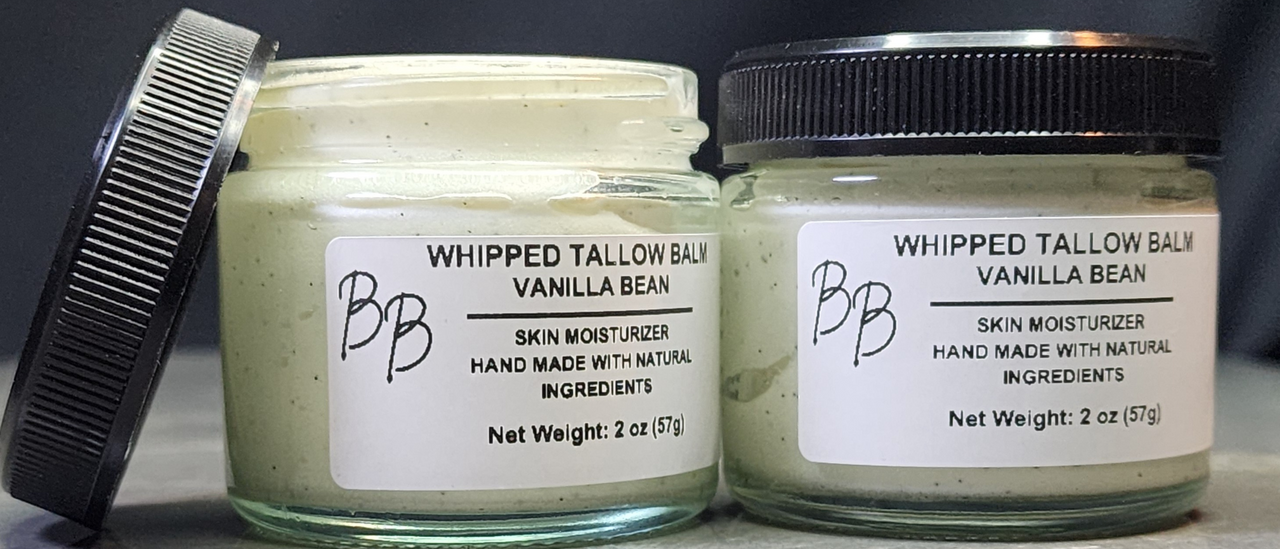 WHIPPED TALLOW BALM
VANILLA BEAN
BB
SKIN MOISTURIZER
HAND MADE WITH NATURAL
INGREDIENTS
Net Weight: 2 oz (57g)
WHIPPED TALLOW BALM
VANILLA BEAN
BB
SKIN MOISTURIZER
HAND MADE WITH NATURAL
INGREDIENTS
Net Weight: 2 oz (57g)